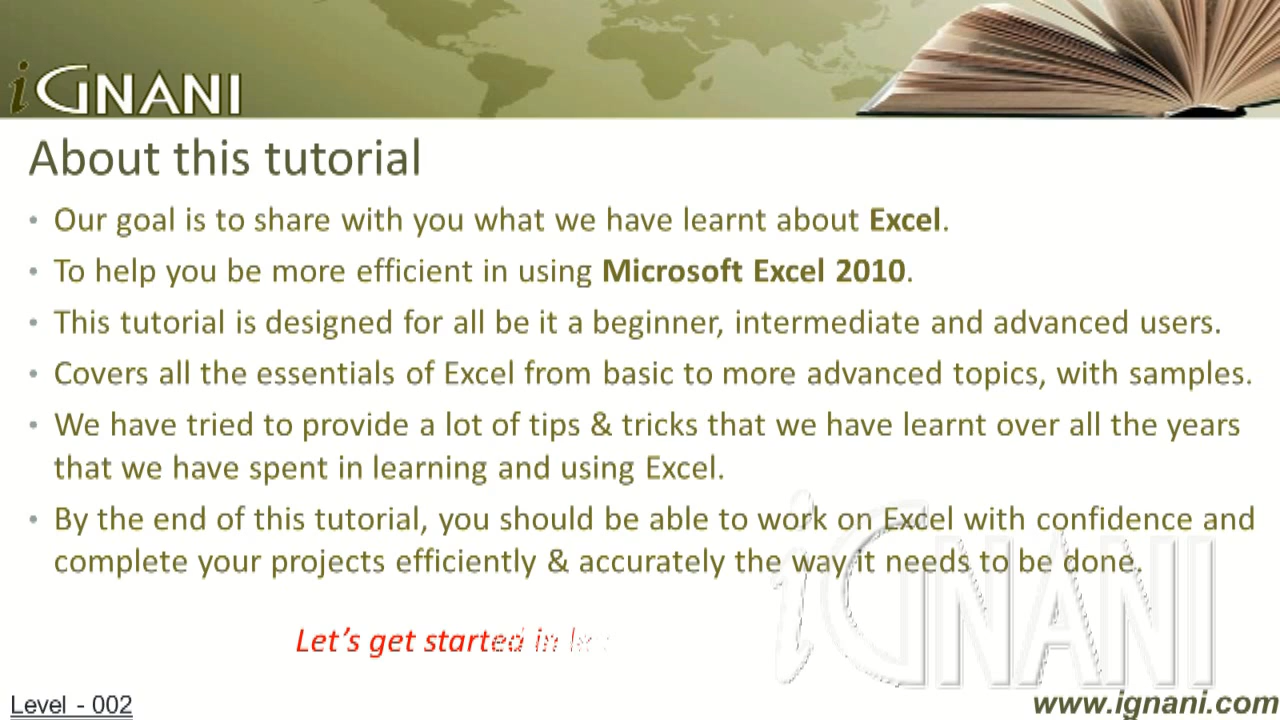 iGNANI
About this tutorial
• Our goal is to share with you what we have learnt about Excel.
• To help you be more efficient in using Microsoft Excel 2010.
• This tutorial is designed for all be it a beginner, intermediate and advanced users.
• Covers all the essentials of Excel from basic to more advanced topics, with samples.
• We have tried to provide a lot of tips & tricks that we have learnt over all the years
that we have spent in learning and using Excel.
• By the end of this tutorial, you should be able to work on Excel with confidence and
complete your projects efficiently & accurately the way it needs to be done.
iGNANI
Let's get started in
Level - 002
www.ignani.com